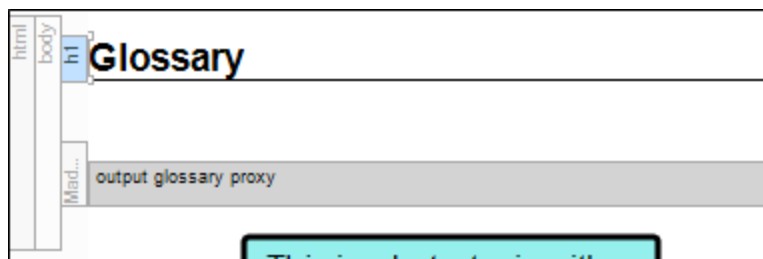 html
body
h1
Glossary
Mad...
output glossary proxy